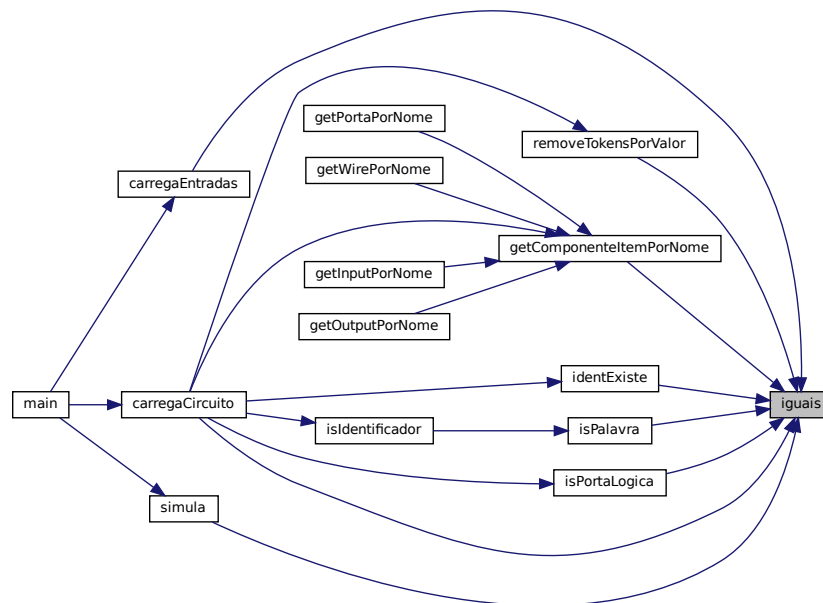 getPortaPorNome
removeTokensPorValor
getWirePorNome
carregaEntradas
getComponenteItemPorNome
getInputPorNome
getOutputPorNome
identExiste
main
carregaCircuito
iguais
isIdentificador
isPalavra
isPortaLogica
simula